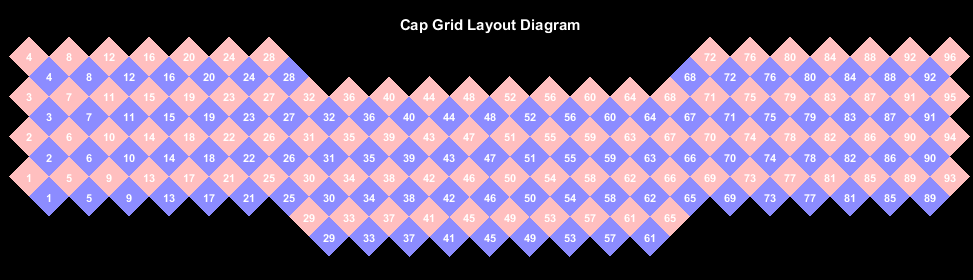 Cap Grid Layout Diagram
4 8 12 16 20 24 28 72 76 80 84 88 92 96
4 8 12 16 20 24 28 68 72 76 80 84 88 92
3 7 11 15 19 23 27 32 36 40 44 48 52 56 60 64 68 71 75 79 83 87 91 95
3 7 11 15 19 23 27 32 36 40 44 48 52 56 60 64 67 71 75 79 83 87 91
2 6 10 14 18 22 26 31 35 39 43 47 51 55 59 63 67 70 74 78 82 86 90 94
2 6 10 14 18 22 26 31 35 39 43 47 51 55 59 63 66 70 74 78 82 86 90
1 5 9 13 17 21 25 30 34 38 42 46 50 54 58 62 66 69 73 77 81 85 89 93
1 5 9 13 17 21 25 30 34 38 42 46 50 54 58 62 65 69 73 77 81 85 89
29 33 37 41 45 49 53 57 61 65
29 33 37 41 45 49 53 57 61